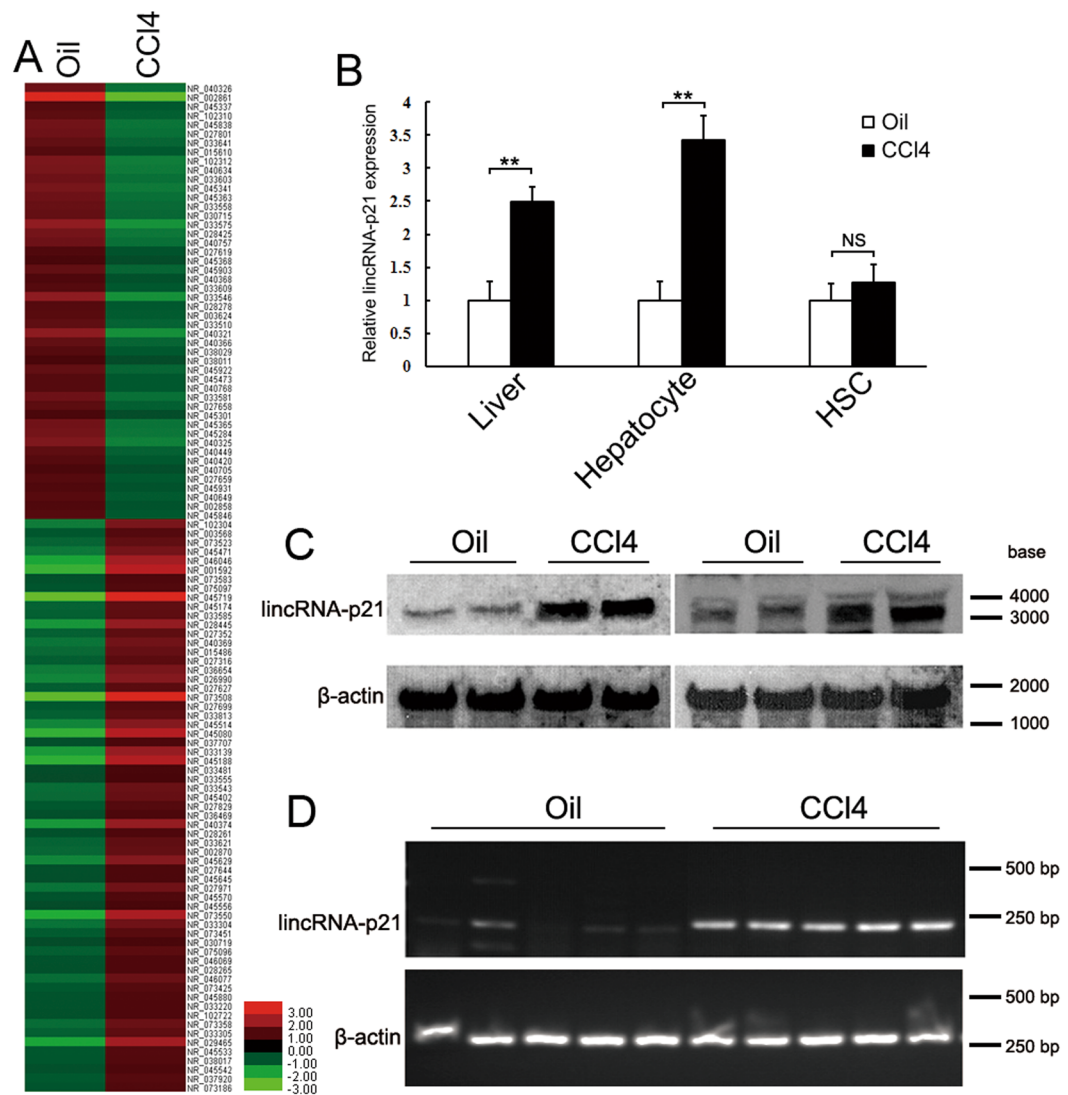 A
Oil
CCl4
NR_040326
NR_002861
NR_045337
NR_102310
NR_045838
NR_027801
NR_033641
NR_015610
NR_102312
NR_040634
NR_033603
NR_045341
NR_045363
NR_033558
NR_030715
NR_033575
NR_028425
NR_040757
NR_027619
NR_045368
NR_045903
NR_040368
NR_033609
NR_033546
NR_028278
NR_003624
NR_033510
NR_040321
NR_040366
NR_038029
NR_038011
NR_045922
NR_045473
NR_040768
NR_033581
NR_027658
NR_045301
NR_045365
NR_045284
NR_040325
NR_040449
NR_040420
NR_040705
NR_027659
NR_045931
NR_040649
NR_002858
NR_045846
NR_102304
NR_003568
NR_073523
NR_045471
NR_046046
NR_001592
NR_073583
NR_075097
NR_045719
NR_045174
NR_033585
NR_028445
NR_027352
NR_040369
NR_015486
NR_027316
NR_036654
NR_026990
NR_027627
NR_073508
NR_027699
NR_033813
NR_045514
NR_045080
NR_037707
NR_033139
NR_045188
NR_033481
NR_033555
NR_033543
NR_045402
NR_027829
NR_036469
NR_040374
NR_028261
NR_033621
NR_002870
NR_045629
NR_027644
NR_045645
NR_027971
NR_045570
NR_045556
NR_073550
NR_033304
NR_073451
NR_030719
NR_075096
NR_046069
NR_028265
NR_046077
NR_073425
NR_045880
NR_033220
NR_102722
NR_073358
NR_033305
NR_029465
NR_045533
NR_038017
NR_045542
NR_037920
NR_073186
3.00
2.00
1.00
0.00
-1.00
-2.00
-3.00
B
Relative lincRNA-p21 expression
4
3.5
3
2.5
2
1.5
1
0.5
0
**
**
NS
Oil
CCl4
Liver
Hepatocyte
HSC
C
Oil
CCl4
Oil
CCl4
base
lincRNA-p21
4000
3000
β-actin
2000
1000
D
Oil
CCl4
lincRNA-p21
500 bp
250 bp
β-actin
500 bp
250 bp